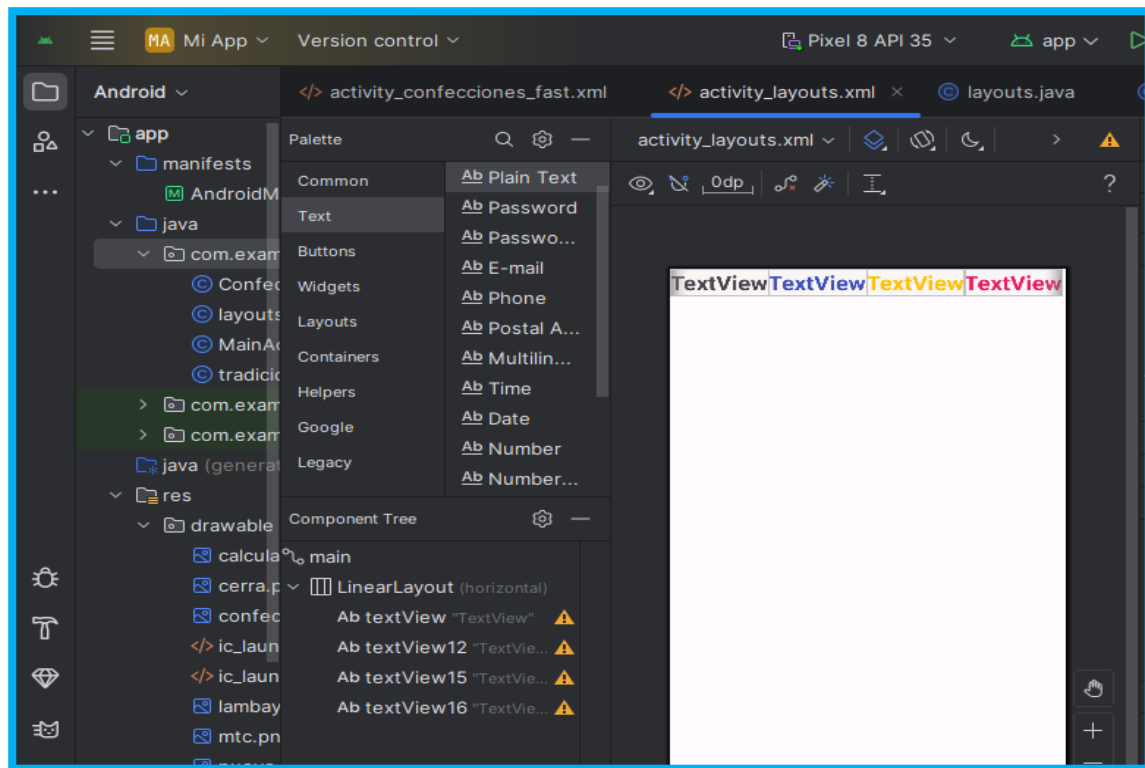 MA Mi App Version control Pixel 8 API 35 app
Android
activity_confecciones_fast.xml activity_layouts.xml layouts.java
app
manifests
AndroidM
java
com.exam
Confec
layouts
MainAc
tradicio
com.exam
com.exam
java (generat
res
drawable
calcula
cerra.p
confec
ic_laun
ic_laun
lambay
mtc.pn
Palette
Common
Text
Buttons
Widgets
Layouts
Containers
Helpers
Google
Legacy
Ab Plain Text
Ab Password
Ab Passwo...
Ab E-mail
Ab Phone
Ab Postal A...
Ab Multilin...
Ab Time
Ab Date
Ab Number
Ab Number...
Component Tree
main
LinearLayout (horizontal)
Ab textView "TextView"
Ab textView12 "TextVie...
Ab textView15 "TextVie...
Ab textView16 "TextVie...
activity_layouts.xml
0dp ?
TextView TextView TextView TextView